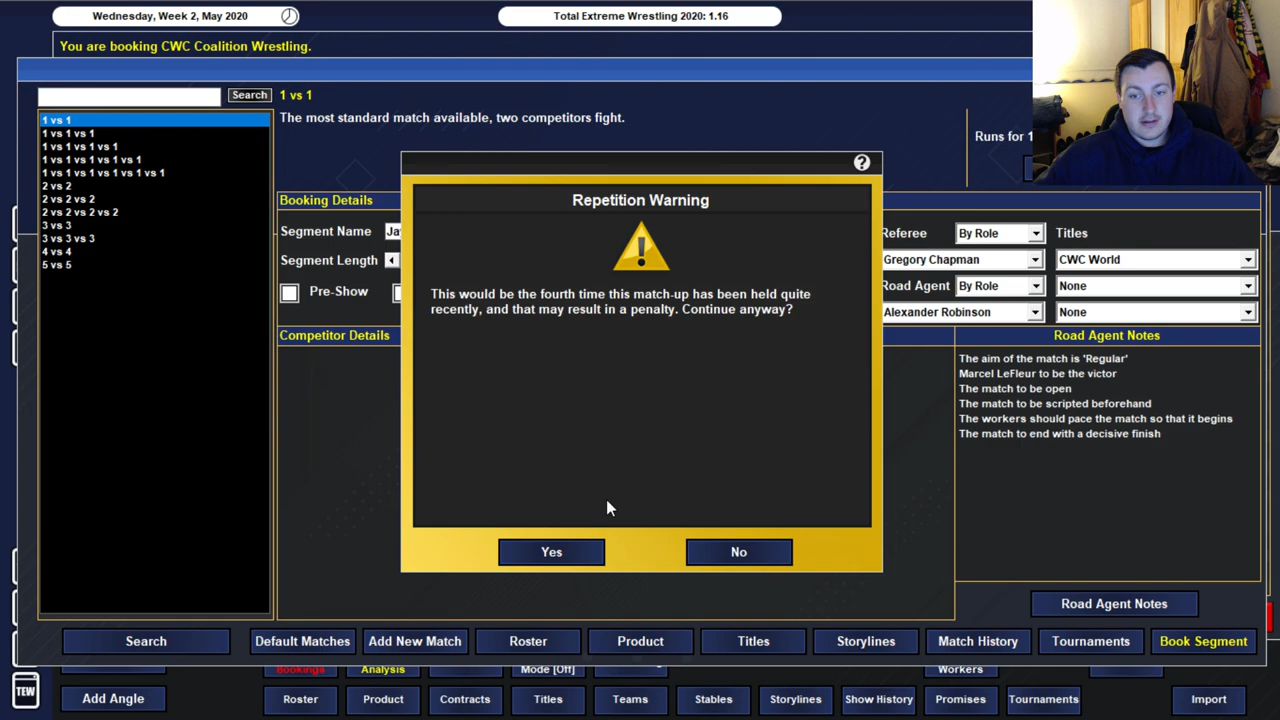 Wednesday, Week 2, May 2020
Total Extreme Wrestling 2020: 1.16
You are booking CWC Coalition Wrestling.
Search
1 vs 1
1 vs 1
1 vs 1 vs 1
1 vs 1 vs 1 vs 1
1 vs 1 vs 1 vs 1 vs 1
1 vs 1 vs 1 vs 1 vs 1 vs 1
2 vs 2
2 vs 2 vs 2
2 vs 2 vs 2 vs 2
3 vs 3
3 vs 3 vs 3
4 vs 4
5 vs 5
The most standard match available, two competitors fight.
Runs for 1
Booking Details
Segment Name
Ja
Segment Length
Pre-Show
Competitor Details
?
Repetition Warning
This would be the fourth time this match-up has been held quite
recently, and that may result in a penalty. Continue anyway?
Yes
No
Referee
By Role
Titles
Gregory Chapman
CWC World
Road Agent
By Role
None
Alexander Robinson
None
Road Agent Notes
The aim of the match is 'Regular'
Marcel LeFleur to be the victor
The match to be open
The match to be scripted beforehand
The workers should pace the match so that it begins
The match to end with a decisive finish
Road Agent Notes
Search
Default Matches
Add New Match
Roster
Product
Titles
Storylines
Match History
Tournaments
Book Segment
Bookings
Analysis
Mode [Off]
Workers
TEW
Add Angle
Roster
Product
Contracts
Titles
Teams
Stables
Storylines
Show History
Promises
Tournaments
Import